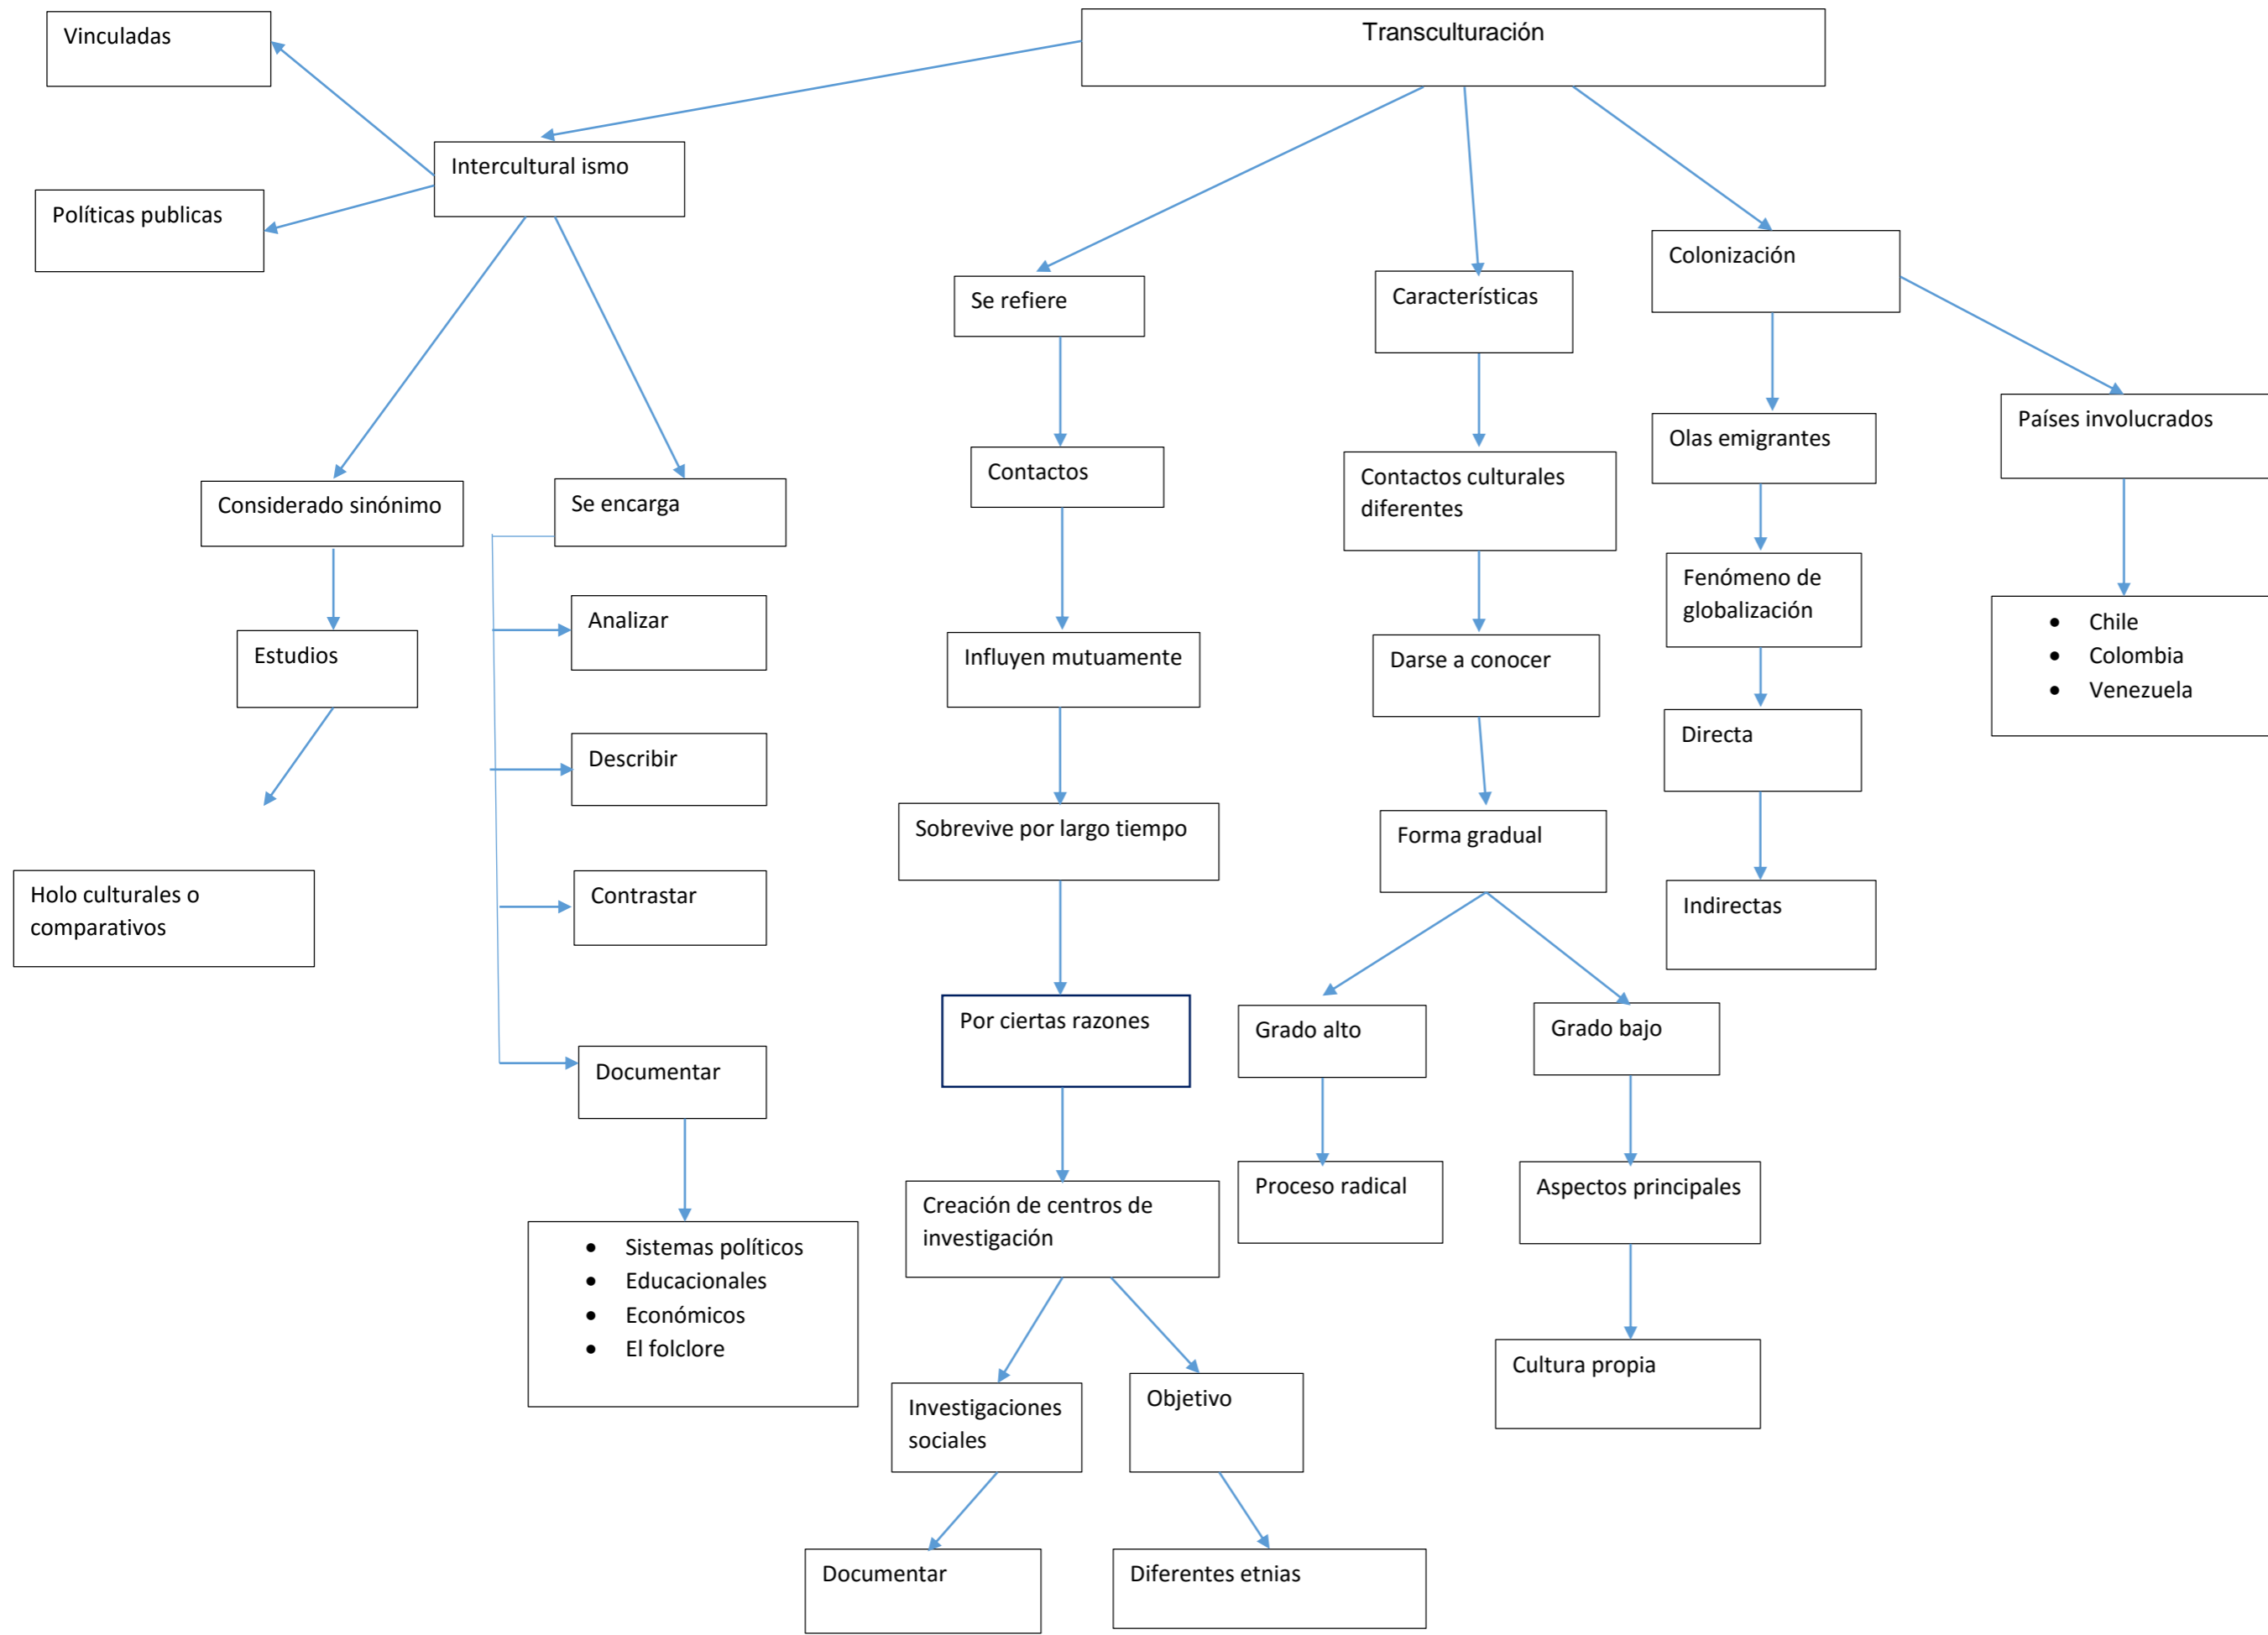 Transculturación
Vinculadas
Intercultural ismo
Políticas publicas
Colonización
Se refiere
Características
Países involucrados
Olas emigrantes
Contactos
Contactos culturales
diferentes
Considerado sinónimo
Se encarga
Fenómeno de
globalización
Analizar
• Chile
• Colombia
• Venezuela
Estudios
Influyen mutuamente
Darse a conocer
Directa
Describir
Sobrevive por largo tiempo
Forma gradual
Holo culturales o
comparativos
Contrastar
Indirectas
Por ciertas razones
Grado alto
Grado bajo
Documentar
Proceso radical
Aspectos principales
Creación de centros de
investigación
• Sistemas políticos
• Educacionales
• Económicos
• El folclore
Cultura propia
Investigaciones
sociales
Objetivo
Documentar
Diferentes etnias